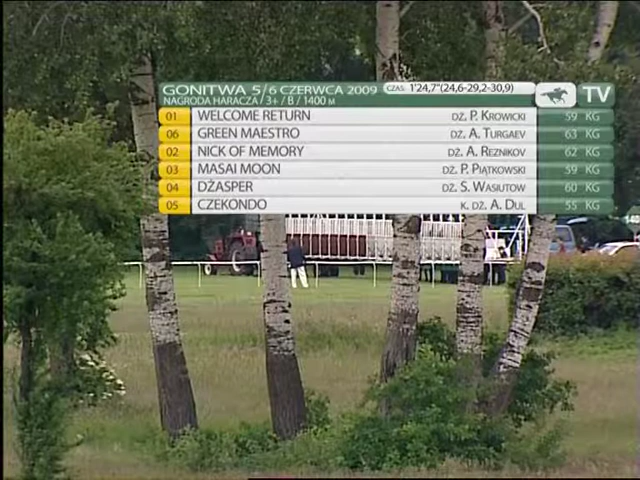 GONITWA 5/6 CZERWCA 2009 CZAS: 1'24,7"(24,6-29,2-30,9) TV
NAGRODA HARACZA / 3+ / B / 1400 M
01 WELCOME RETURN DŻ. P. KROWICKI 59 KG
06 GREEN MAESTRO DŻ. A. TURGAEV 63 KG
02 NICK OF MEMORY DŻ. A. REZNIKOV 62 KG
03 MASAI MOON DŻ. P. PIĄTKOWSKI 59 KG
04 DŻASPER DŻ. S. WASIUTOW 60 KG
05 CZEKONDO K. DŻ. A. DUL 55 KG